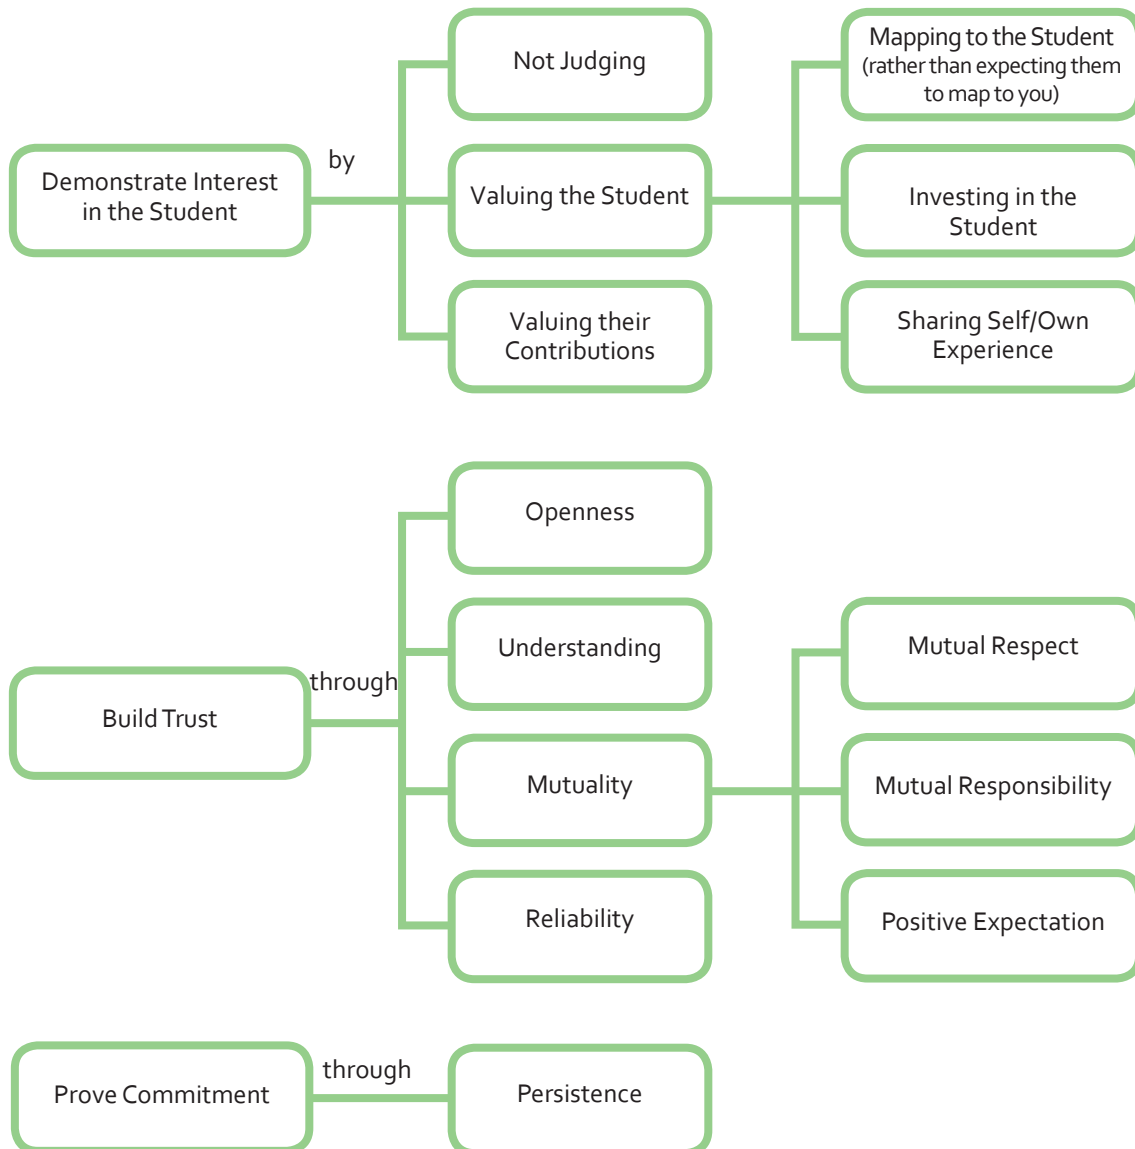 Demonstrate Interest
in the Student
by
Not Judging
Valuing the Student
Valuing their
Contributions
Mapping to the Student
(rather than expecting them
to map to you)
Investing in the
Student
Sharing Self/Own
Experience
Build Trust
through
Openness
Understanding
Mutuality
Reliability
Mutual Respect
Mutual Responsibility
Positive Expectation
Prove Commitment
through
Persistence